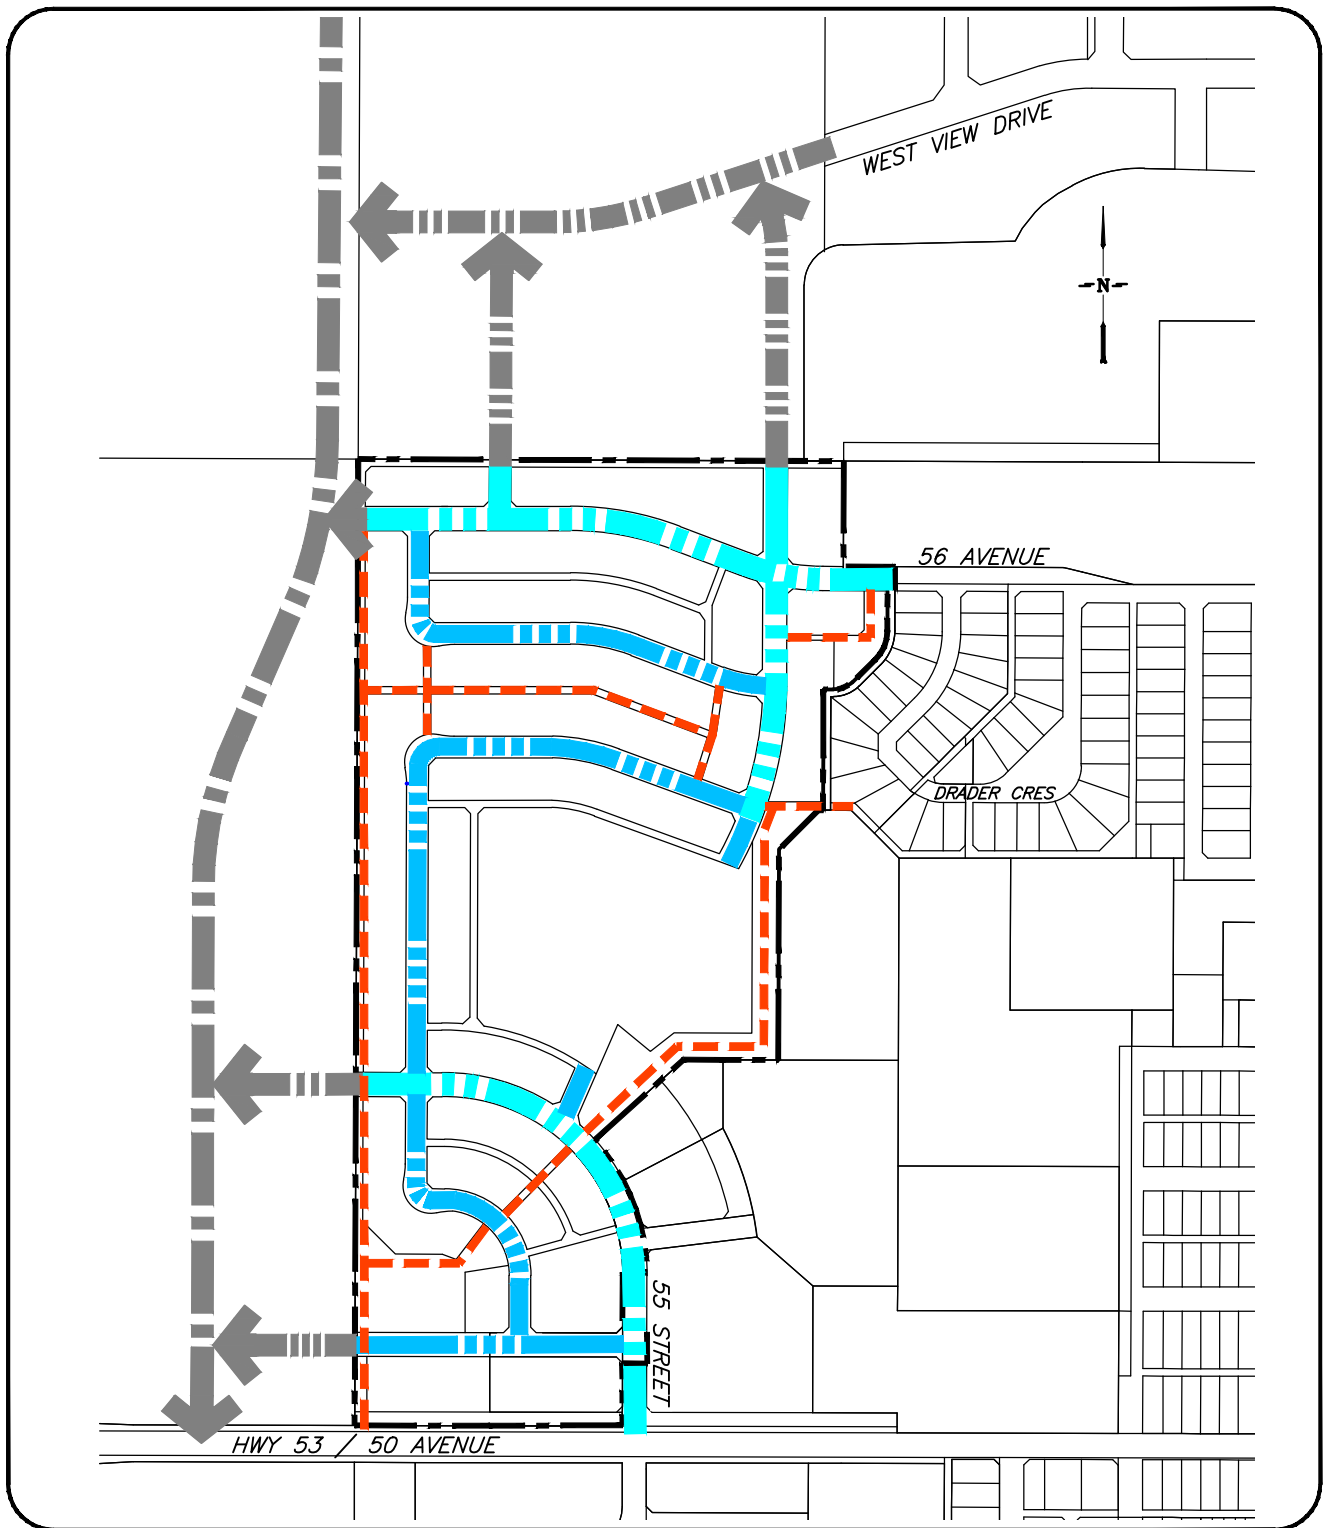 WEST VIEW DRIVE
-N-
56 AVENUE
DRADER CRES
55 STREET
HWY 53 / 50 AVENUE